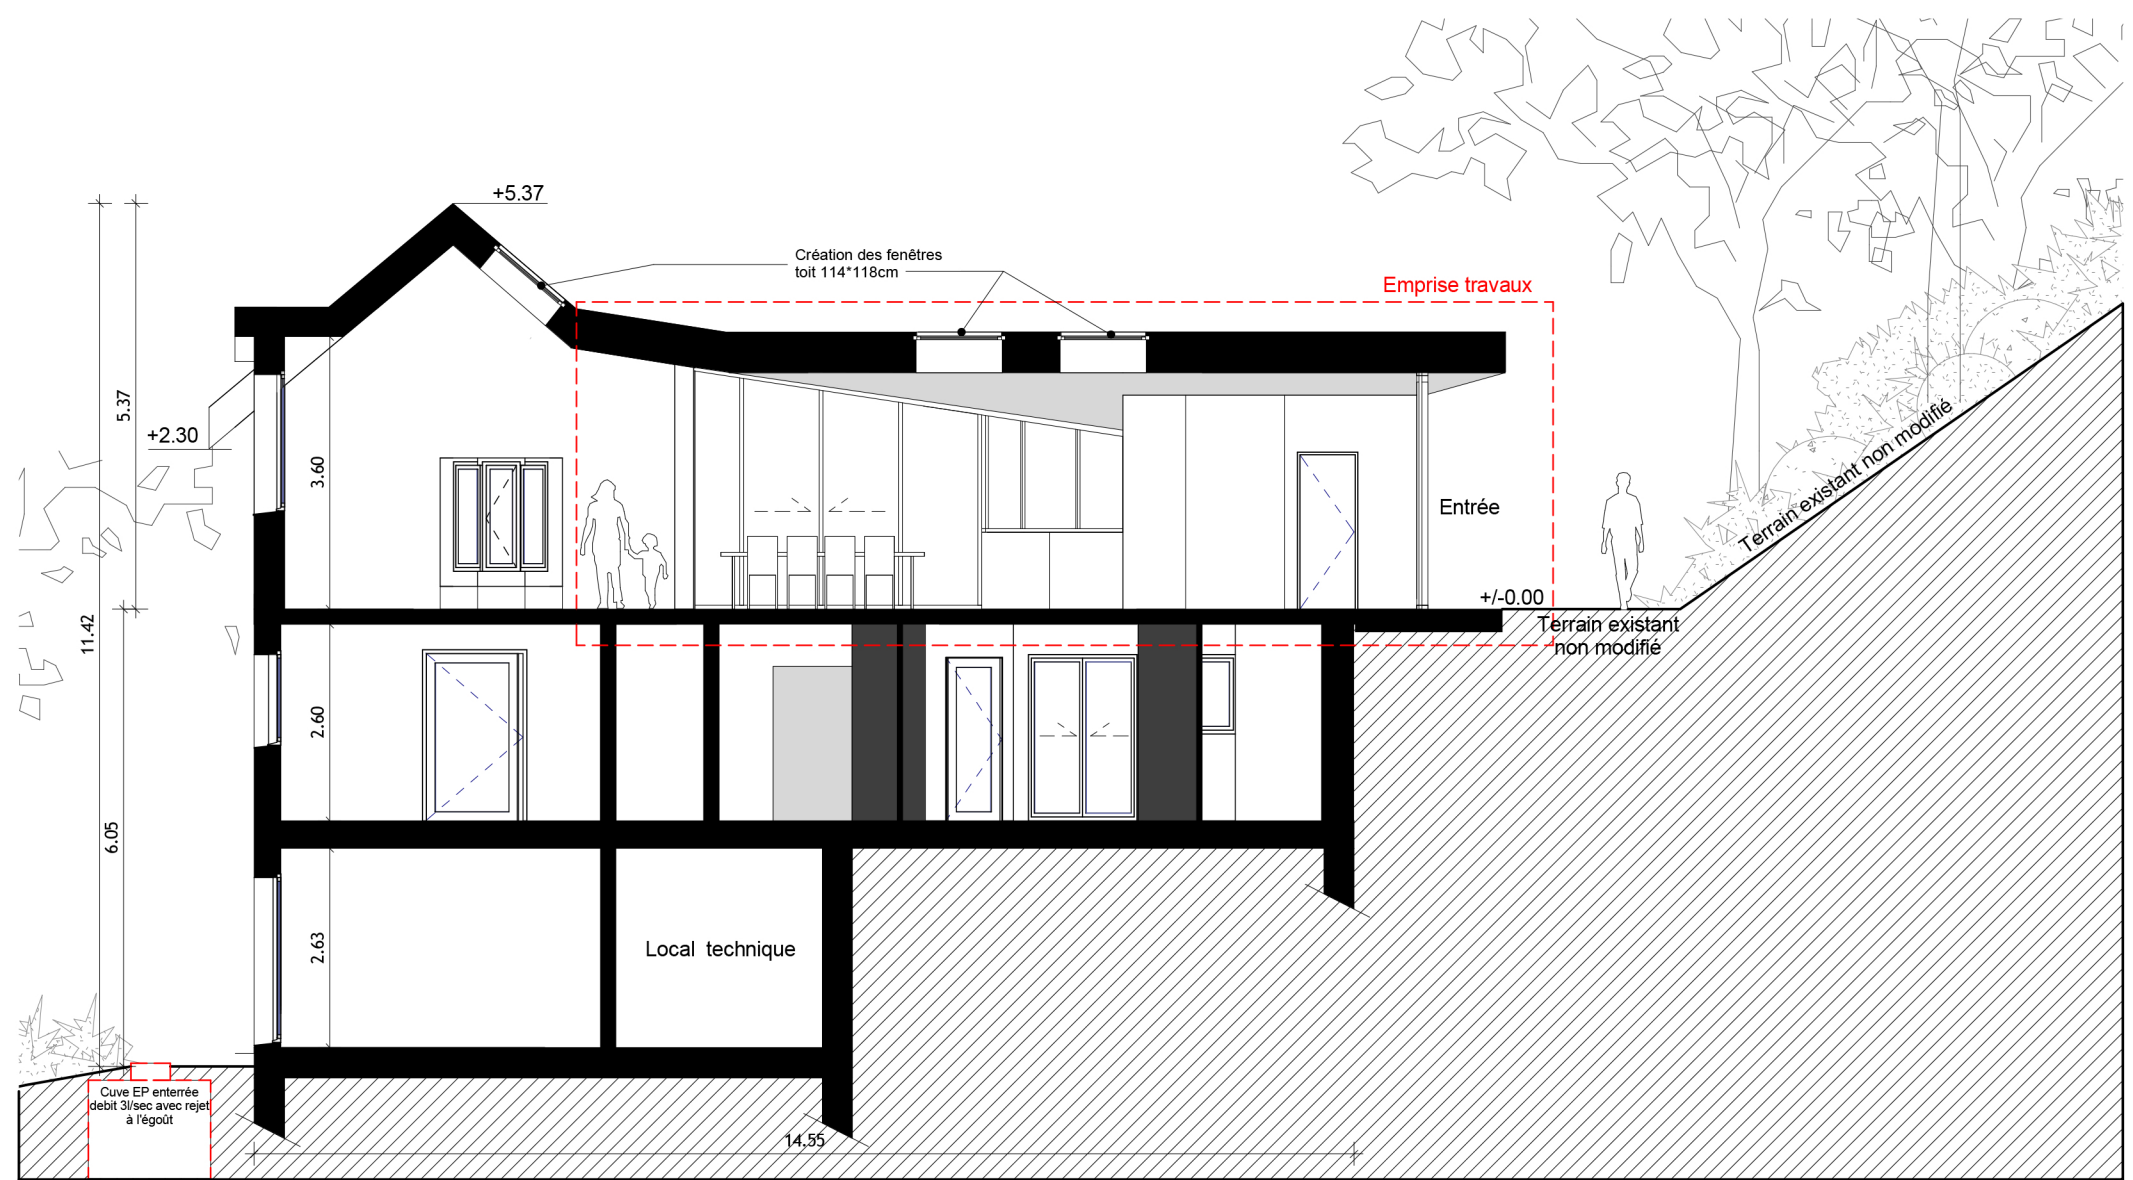 +5.37
Création des fenêtres
toit 114*118cm
Emprise travaux
5.37
+2.30
3.60
Terrain existant non modifié
Entrée
+/-0.00
Terrain existant
non modifié
11.42
2.60
6.05
2.63
Local technique
Cuve EP enterrée
debit 3l/sec avec rejet
à l'égoût
14.55